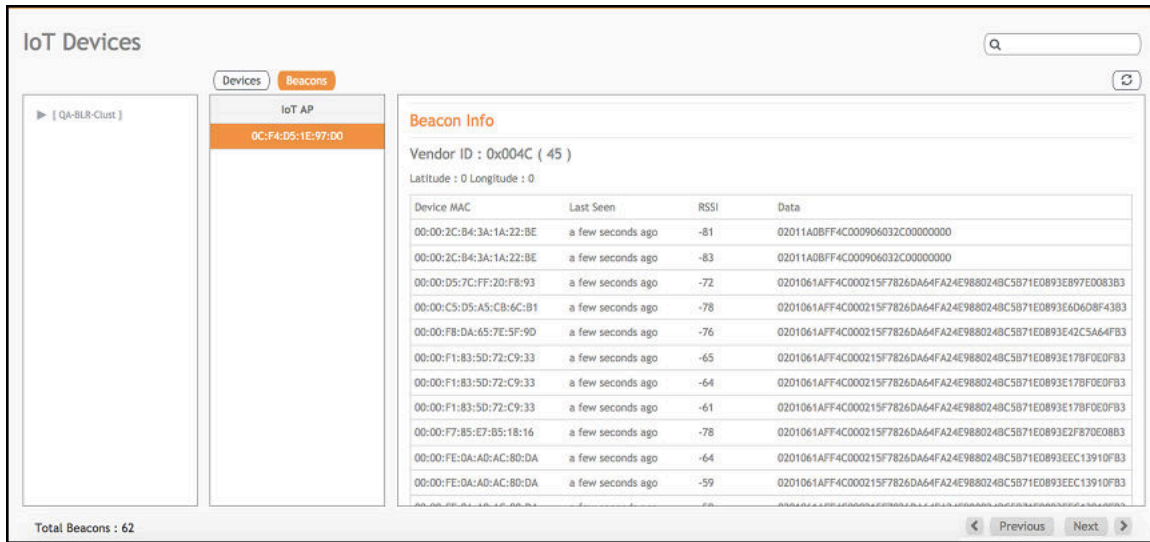 IoT Devices
Devices Beacons
[ QA-BLR-Clust ]
IoT AP
0C:F4:D5:1E:97:D0
Beacon Info
Vendor ID : 0x004C ( 45 )
Latitude : 0 Longitude : 0
Device MAC Last Seen RSSI Data
00:00:2C:B4:3A:1A:22:BE a few seconds ago -81 02011A0BFF4C000906032C00000000
00:00:2C:B4:3A:1A:22:BE a few seconds ago -83 02011A0BFF4C000906032C00000000
00:00:D5:7C:FF:20:F8:93 a few seconds ago -72 0201061AFF4C000215F7826DA64FA24E988024BC5B71E0893E897E0083B3
00:00:C5:D5:A5:CB:6C:B1 a few seconds ago -78 0201061AFF4C000215F7826DA64FA24E988024BC5B71E0893E6D6D8F43B3
00:00:F8:DA:65:7E:5F:9D a few seconds ago -76 0201061AFF4C000215F7826DA64FA24E988024BC5B71E0893E42C5A64FB3
00:00:F1:83:5D:72:C9:33 a few seconds ago -65 0201061AFF4C000215F7826DA64FA24E988024BC5B71E0893E17BF0E0FB3
00:00:F1:83:5D:72:C9:33 a few seconds ago -64 0201061AFF4C000215F7826DA64FA24E988024BC5B71E0893E17BF0E0FB3
00:00:F1:83:5D:72:C9:33 a few seconds ago -61 0201061AFF4C000215F7826DA64FA24E988024BC5B71E0893E17BF0E0FB3
00:00:F7:85:E7:B5:18:16 a few seconds ago -78 0201061AFF4C000215F7826DA64FA24E988024BC5B71E0893E2F870E08B3
00:00:FE:0A:A0:AC:80:DA a few seconds ago -64 0201061AFF4C000215F7826DA64FA24E988024BC5B71E0893EEC13910FB3
00:00:FE:0A:A0:AC:80:DA a few seconds ago -59 0201061AFF4C000215F7826DA64FA24E988024BC5B71E0893EEC13910FB3
Total Beacons : 62
Previous Next